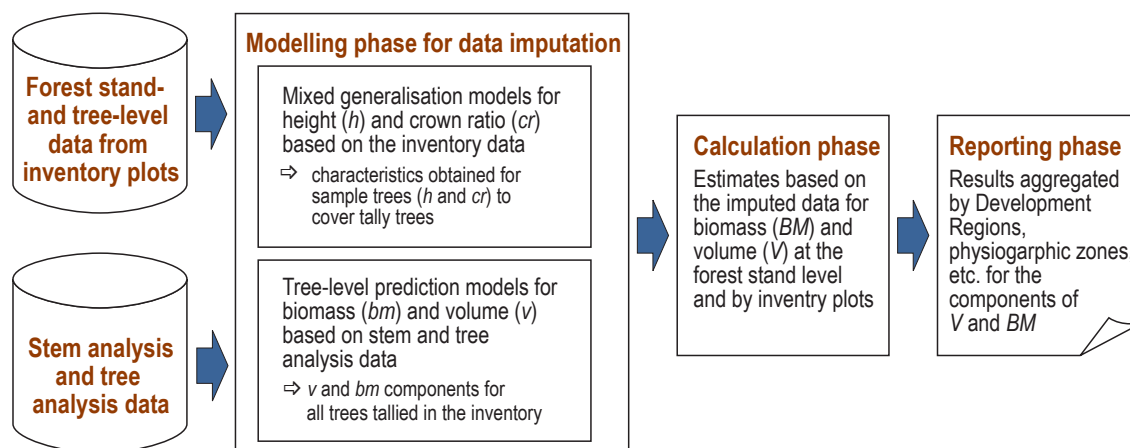 Forest stand-
and tree-level
data from
inventory plots
Stem analysis
and tree
analysis data
Modelling phase for data imputation
Mixed generalisation models for
height (h) and crown ratio (cr)
based on the inventory data
⇨ characteristics obtained for
sample trees (h and cr) to
cover tally trees
Tree-level prediction models for
biomass (bm) and volume (v)
based on stem and tree
analysis data
⇨ v and bm components for
all trees tallied in the inventory
Calculation phase
Estimates based on
the imputed data for
biomass (BM) and
volume (V) at the
forest stand level
and by inventry plots
Reporting phase
Results aggregated
by Development
Regions,
physiogarphic zones,
etc. for the
components of
V and BM